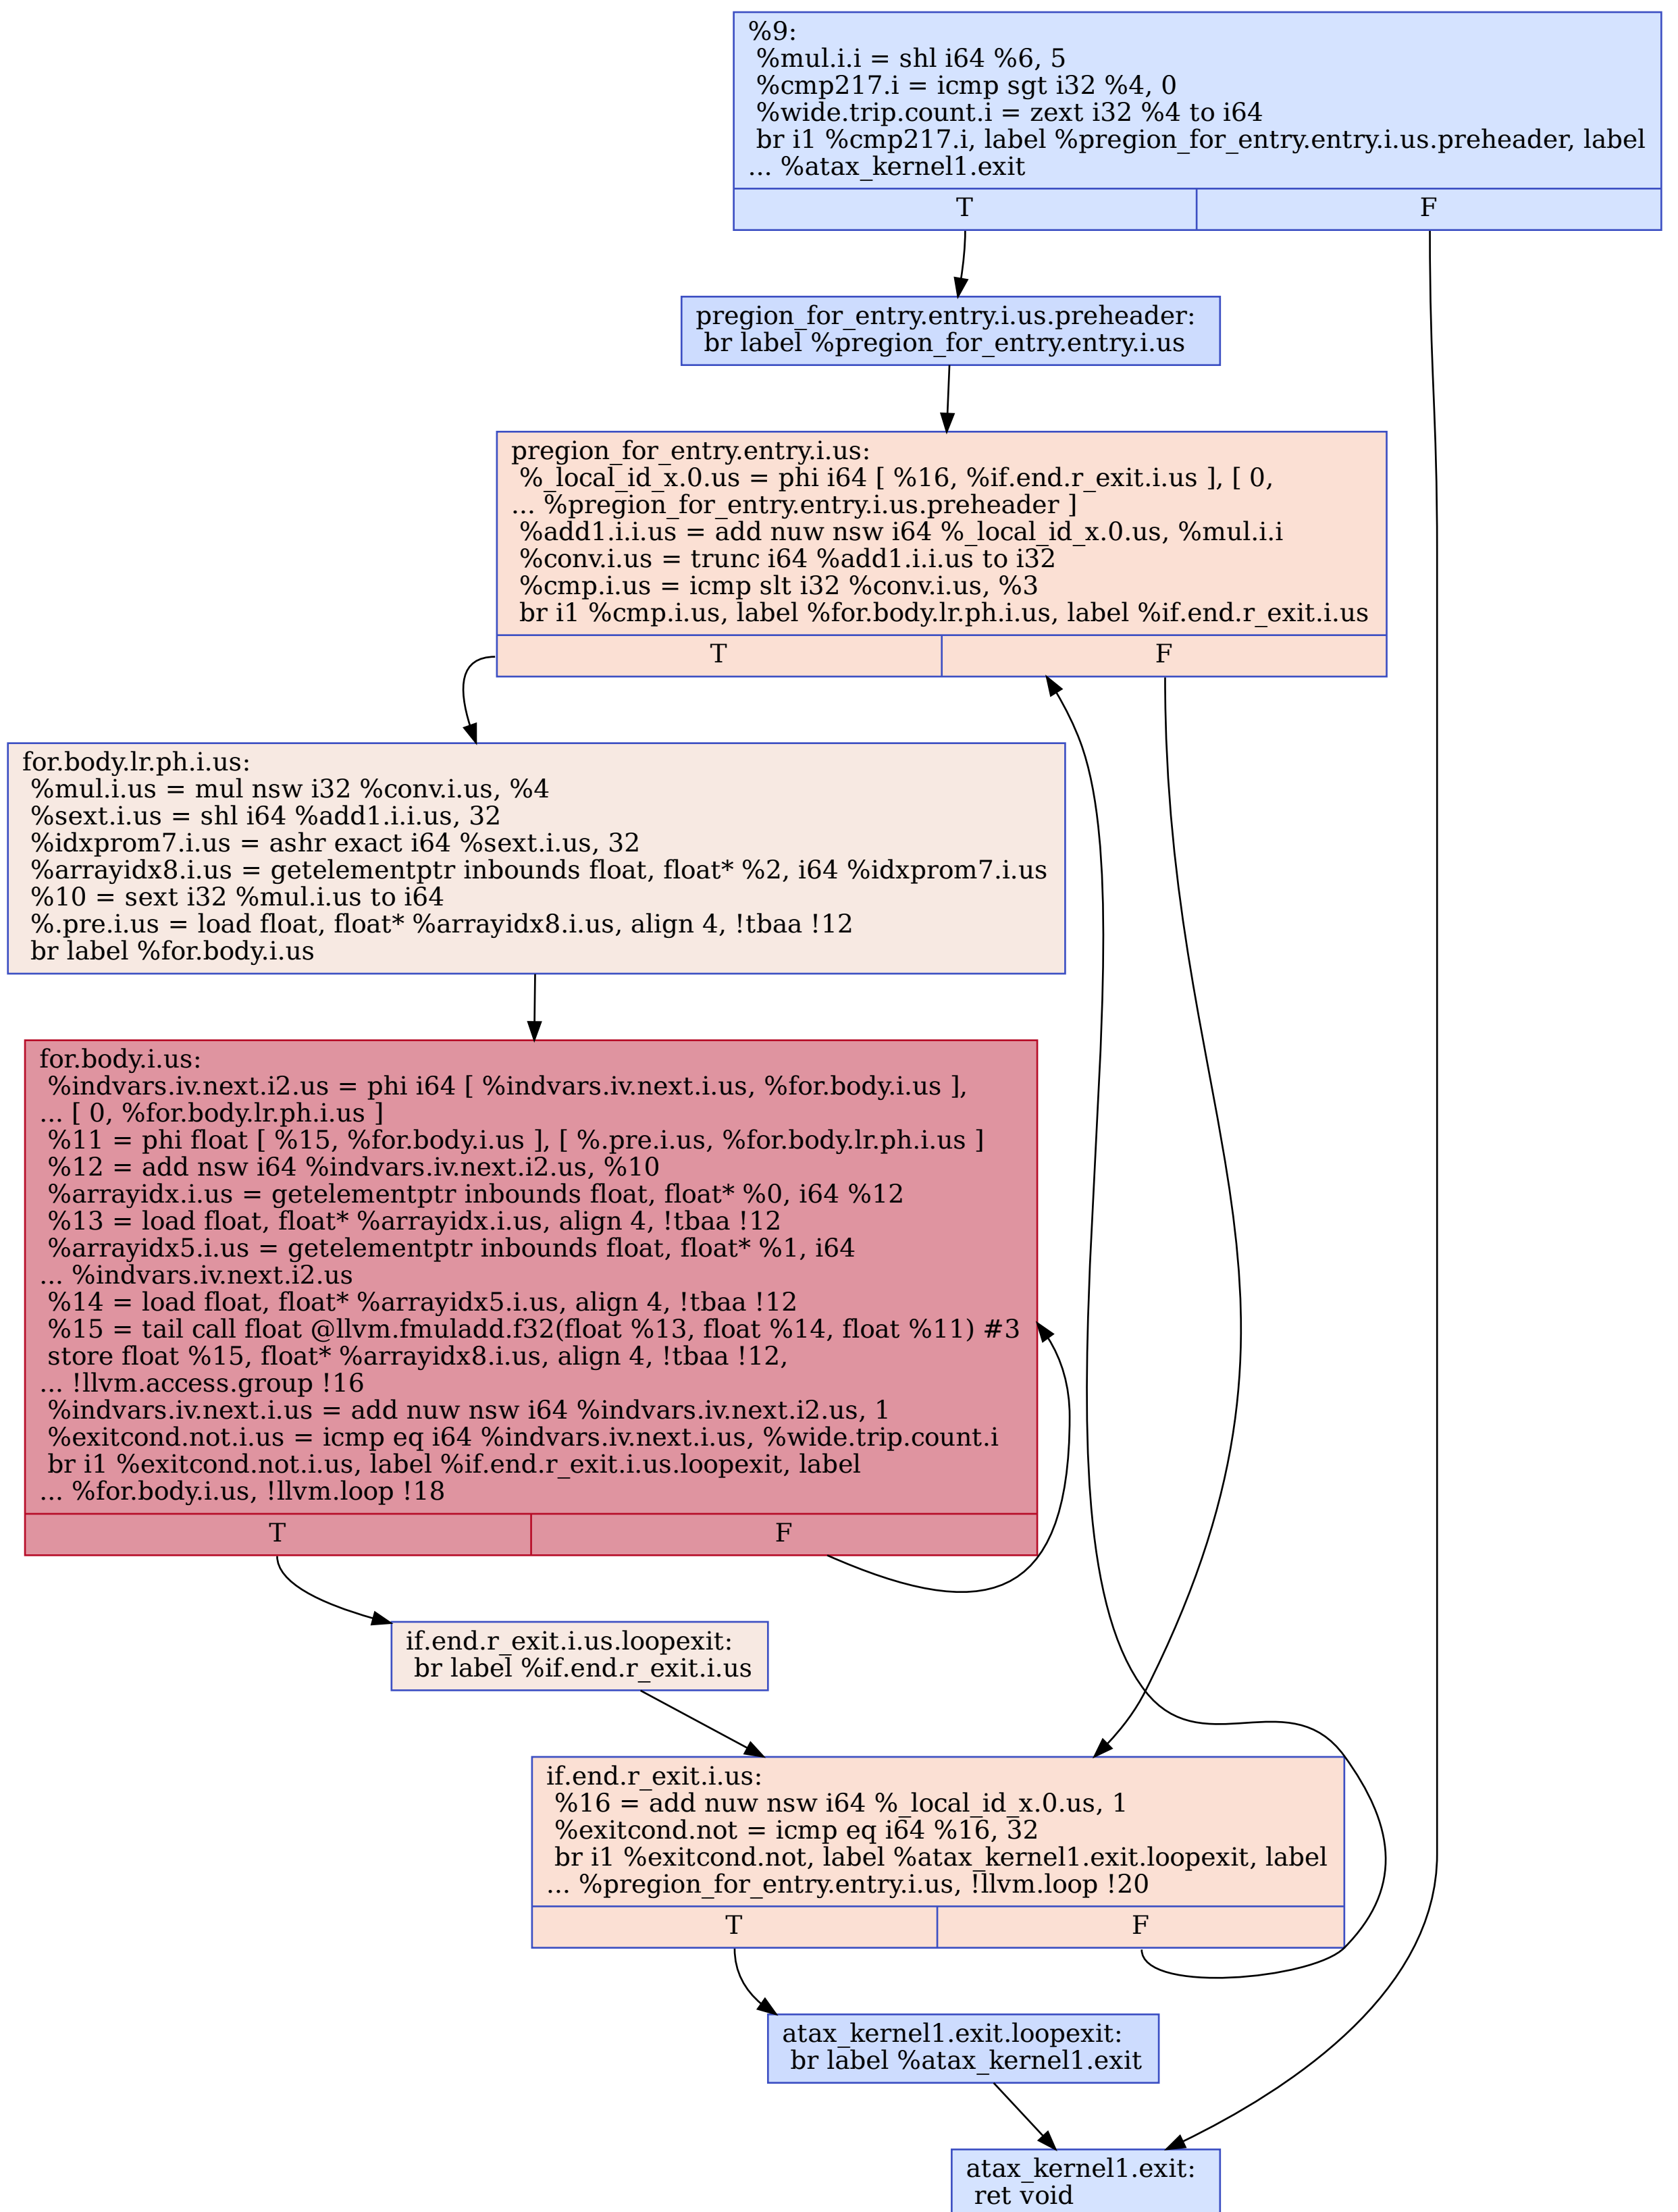 %9:
%mul.i.i = shl i64 %6, 5
%cmp217.i = icmp sgt i32 %4, 0
%wide.trip.count.i = zext i32 %4 to i64
br i1 %cmp217.i, label %pregion_for_entry.entry.i.us.preheader, label
... %atax_kernel1.exit
T
F
pregion_for_entry.entry.i.us.preheader:
br label %pregion_for_entry.entry.i.us
pregion_for_entry.entry.i.us:
%_local_id_x.0.us = phi i64 [ %16, %if.end.r_exit.i.us ], [ 0,
... %pregion_for_entry.entry.i.us.preheader ]
%add1.i.i.us = add nuw nsw i64 %_local_id_x.0.us, %mul.i.i
%conv.i.us = trunc i64 %add1.i.i.us to i32
%cmp.i.us = icmp slt i32 %conv.i.us, %3
br i1 %cmp.i.us, label %for.body.lr.ph.i.us, label %if.end.r_exit.i.us
T
F
for.body.lr.ph.i.us:
%mul.i.us = mul nsw i32 %conv.i.us, %4
%sext.i.us = shl i64 %add1.i.i.us, 32
%idxprom7.i.us = ashr exact i64 %sext.i.us, 32
%arrayidx8.i.us = getelementptr inbounds float, float* %2, i64 %idxprom7.i.us
%10 = sext i32 %mul.i.us to i64
%.pre.i.us = load float, float* %arrayidx8.i.us, align 4, !tbaa !12
br label %for.body.i.us
for.body.i.us:
%indvars.iv.next.i2.us = phi i64 [ %indvars.iv.next.i.us, %for.body.i.us ],
... [ 0, %for.body.lr.ph.i.us ]
%11 = phi float [ %15, %for.body.i.us ], [ %.pre.i.us, %for.body.lr.ph.i.us ]
%12 = add nsw i64 %indvars.iv.next.i2.us, %10
%arrayidx.i.us = getelementptr inbounds float, float* %0, i64 %12
%13 = load float, float* %arrayidx.i.us, align 4, !tbaa !12
%arrayidx5.i.us = getelementptr inbounds float, float* %1, i64
... %indvars.iv.next.i2.us
%14 = load float, float* %arrayidx5.i.us, align 4, !tbaa !12
%15 = tail call float @llvm.fmuladd.f32(float %13, float %14, float %11) #3
store float %15, float* %arrayidx8.i.us, align 4, !tbaa !12,
... !llvm.access.group !16
%indvars.iv.next.i.us = add nuw nsw i64 %indvars.iv.next.i2.us, 1
%exitcond.not.i.us = icmp eq i64 %indvars.iv.next.i.us, %wide.trip.count.i
br i1 %exitcond.not.i.us, label %if.end.r_exit.i.us.loopexit, label
... %for.body.i.us, !llvm.loop !18
T
F
if.end.r_exit.i.us.loopexit:
br label %if.end.r_exit.i.us
if.end.r_exit.i.us:
%16 = add nuw nsw i64 %_local_id_x.0.us, 1
%exitcond.not = icmp eq i64 %16, 32
br i1 %exitcond.not, label %atax_kernel1.exit.loopexit, label
... %pregion_for_entry.entry.i.us, !llvm.loop !20
T
F
atax_kernel1.exit.loopexit:
br label %atax_kernel1.exit
atax_kernel1.exit:
ret void